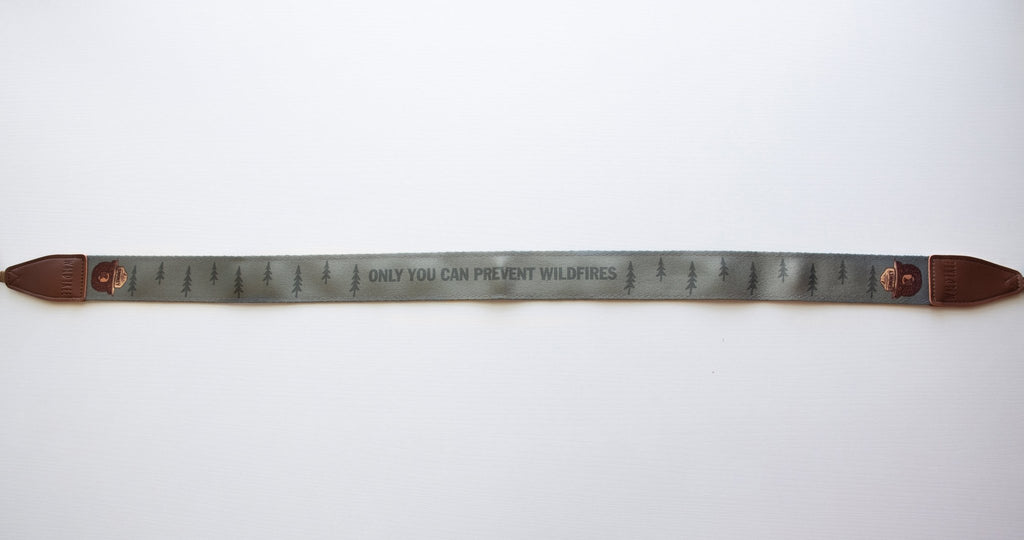 ONLY YOU CAN PREVENT WILDFIRES